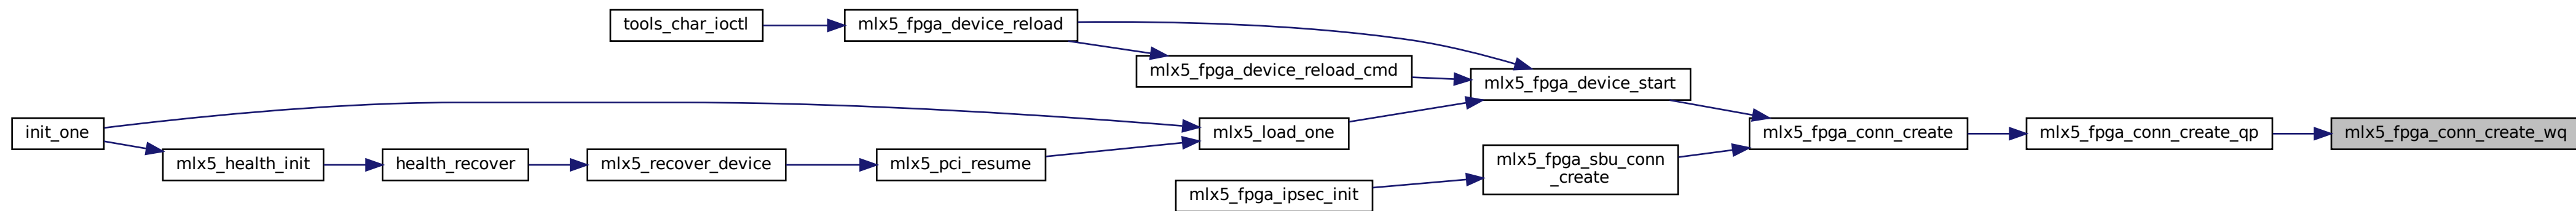 tools_char_ioctl
mlx5_fpga_device_reload
mlx5_fpga_device_reload_cmd
mlx5_fpga_device_start
init_one
mlx5_load_one
mlx5_fpga_conn_create
mlx5_fpga_conn_create_qp
mlx5_fpga_conn_create_wq
mlx5_health_init
health_recover
mlx5_recover_device
mlx5_pci_resume
mlx5_fpga_sbu_conn
_create
mlx5_fpga_ipsec_init